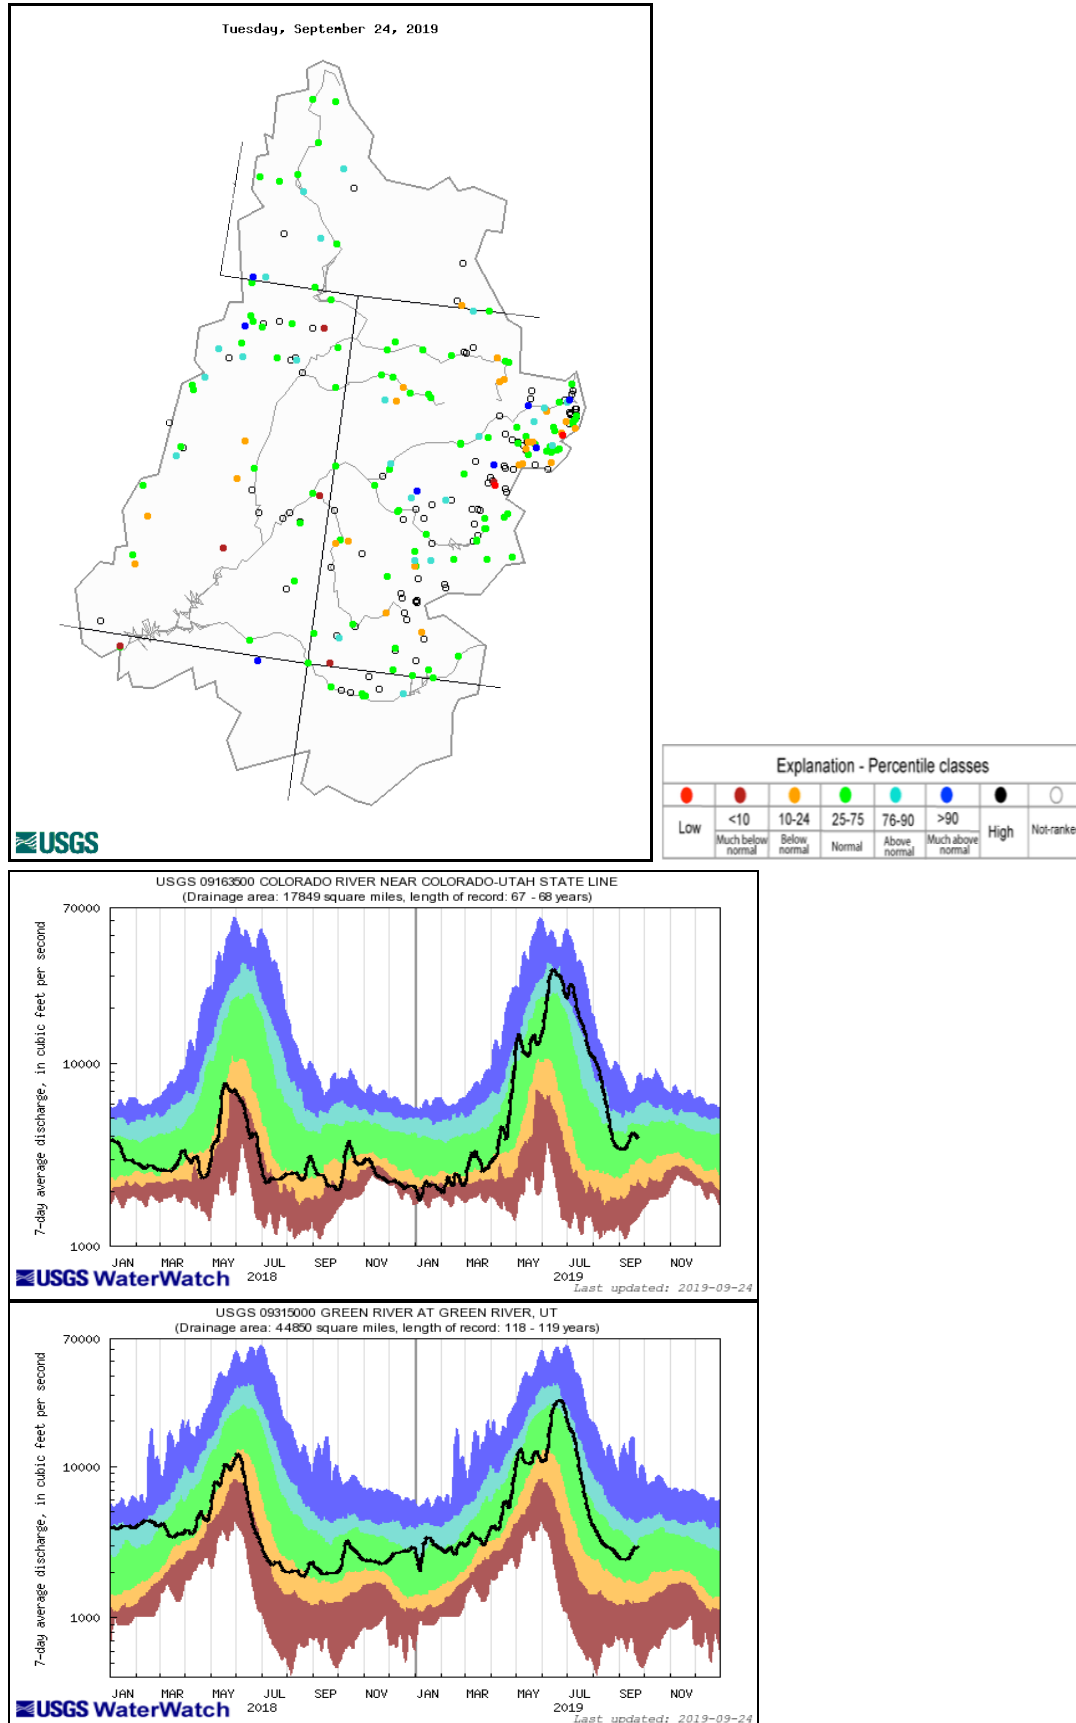 Tuesday, September 24, 2019
USGS
Explanation - Percentile classes
Low
<10
10-24
25-75
76-90
>90
High
Much below normal
Below normal
Normal
Above normal
Much above normal
Not-ranke
USGS 09163500 COLORADO RIVER NEAR COLORADO-UTAH STATE LINE
(Drainage area: 17849 square miles, length of record: 67 - 68 years)
7-day average discharge, in cubic feet per second
70000
10000
1000
JAN MAR MAY JUL SEP NOV JAN MAR MAY JUL SEP NOV
2018 2019
USGS WaterWatch
Last updated: 2019-09-24
USGS 09315000 GREEN RIVER AT GREEN RIVER, UT
(Drainage area: 44850 square miles, length of record: 118 - 119 years)
7-day average discharge, in cubic feet per second
70000
10000
1000
JAN MAR MAY JUL SEP NOV JAN MAR MAY JUL SEP NOV
2018 2019
USGS WaterWatch
Last updated: 2019-09-24